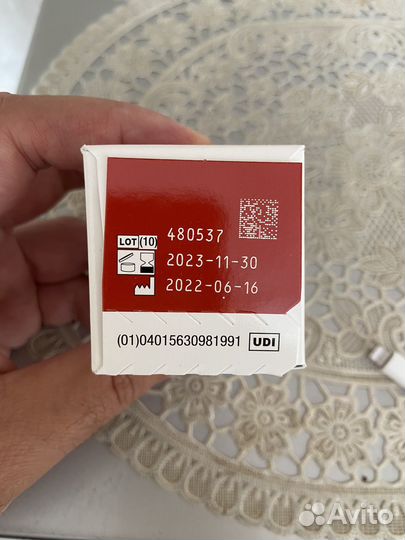 LOT (10) 480537
2023-11-30
2022-06-16
(01)04015630981991 UDI
Avito